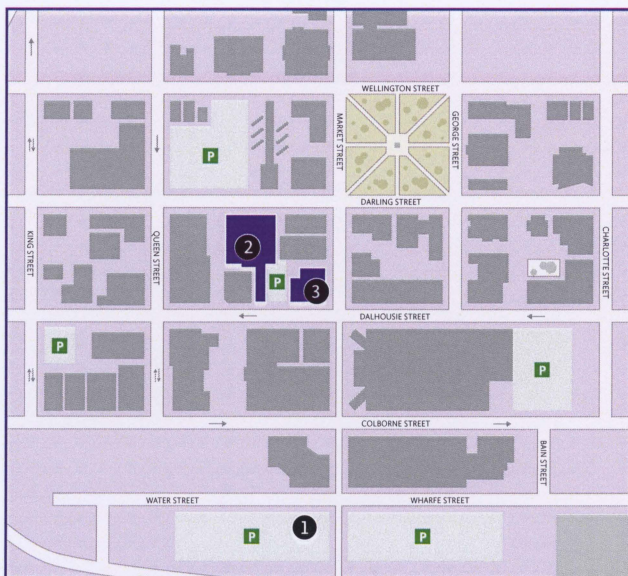 WELLINGTON STREET
MARKET STREET
GEORGE STREET
P
DARLING STREET
KING STREET
QUEEN STREET
CHARLOTTE STREET
2
P
3
DALHOUSIE STREET
P
P
COLBORNE STREET
BAIN STREET
WATER STREET
WHARFE STREET
1
P
P